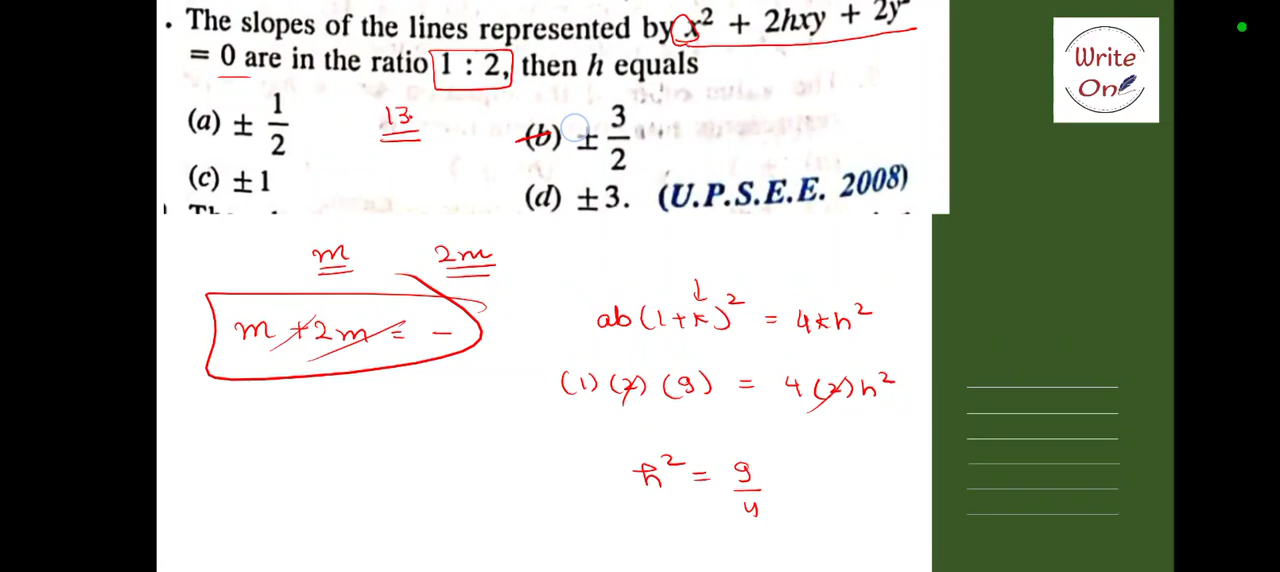 . The slopes of the lines represented by x² + 2hxy + 2y²
= 0 are in the ratio 1 : 2, then h equals
(a) ± 1/2
13.
(b) ± 3/2
(c) ±1
(d) ±3. (U.P.S.E.E. 2008)
Write
On
m 2m
m + 2m = -
ab(1+k)² = 4kh²
(1)(2)(9) = 4(2)h²
h² = 9/4